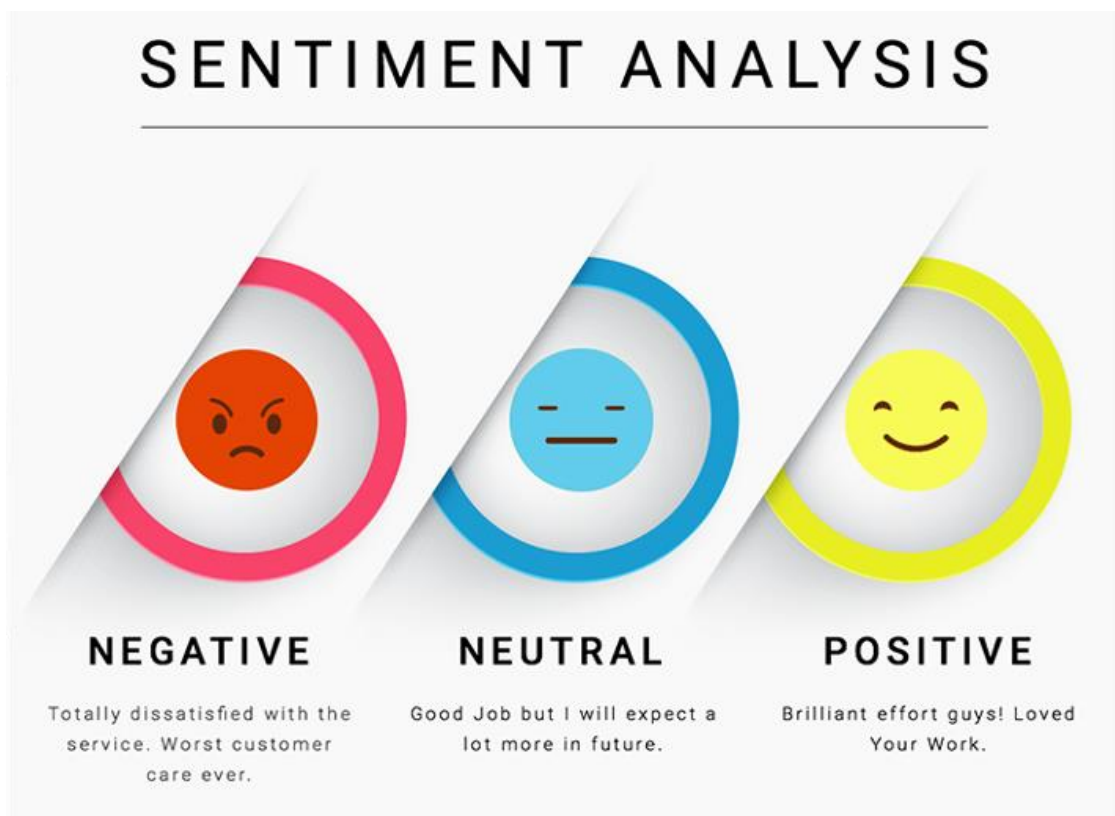 SENTIMENT ANALYSIS
NEGATIVE
Totally dissatisfied with the
service. Worst customer
care ever.
NEUTRAL
Good Job but I will expect a
lot more in future.
POSITIVE
Brilliant effort guys! Loved
Your Work.